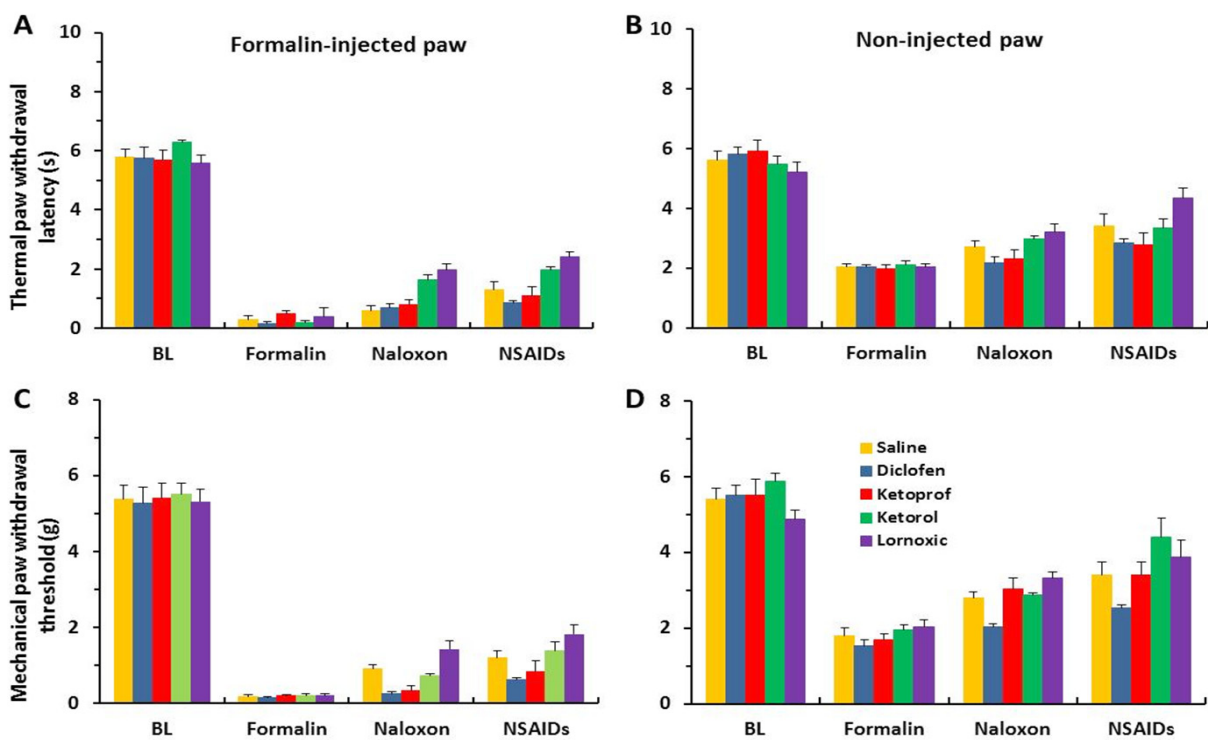 A
Formalin-injected paw
Thermal paw withdrawal
latency (s)
10
8
6
4
2
0
BL
Formalin
Naloxon
NSAIDs
B
Non-injected paw
10
8
6
4
2
0
BL
Formalin
Naloxon
NSAIDs
C
Mechanical paw withdrawal
threshold (g)
8
6
4
2
0
BL
Formalin
Naloxon
NSAIDs
D
8
6
4
2
0
Saline
Diclofen
Ketoprof
Ketorol
Lornoxic
BL
Formalin
Naloxon
NSAIDs